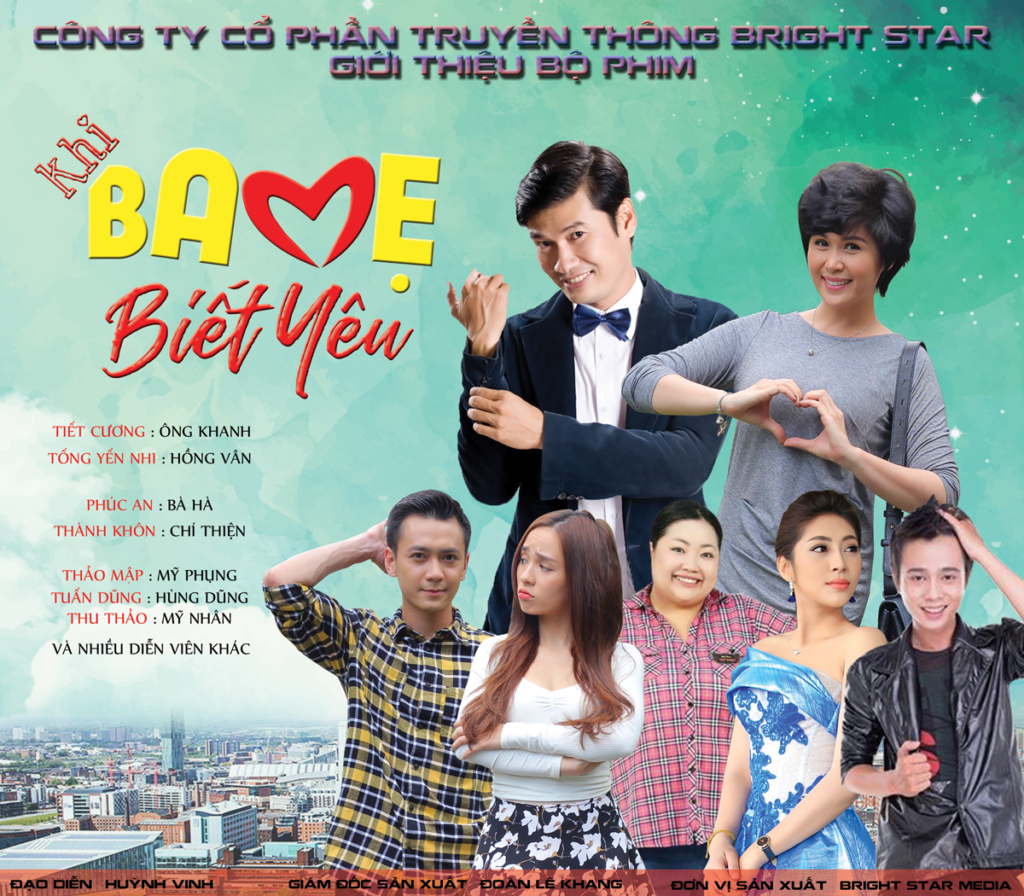 CÔNG TY CỔ PHẦN TRUYỀN THÔNG BRIGHT STAR
GIỚI THIỆU BỘ PHIM
khi
BA MẸ
Biết Yêu
TIẾT CƯƠNG : ÔNG KHANH
TỐNG YẾN NHI : HỒNG VÂN
PHÚC AN : BÀ HÀ
THÀNH KHÔN : CHÍ THIỆN
THẢO MẬP : MỸ PHỤNG
TUẤN DŨNG : HÙNG DŨNG
THU THẢO : MỸ NHÂN
VÀ NHIỀU DIỄN VIÊN KHÁC
ĐẠO DIỄN HUỲNH VINH GIÁM ĐỐC SẢN XUẤT ĐOÀN LÊ KHANG ĐƠN VỊ SẢN XUẤT BRIGHT STAR MEDIA